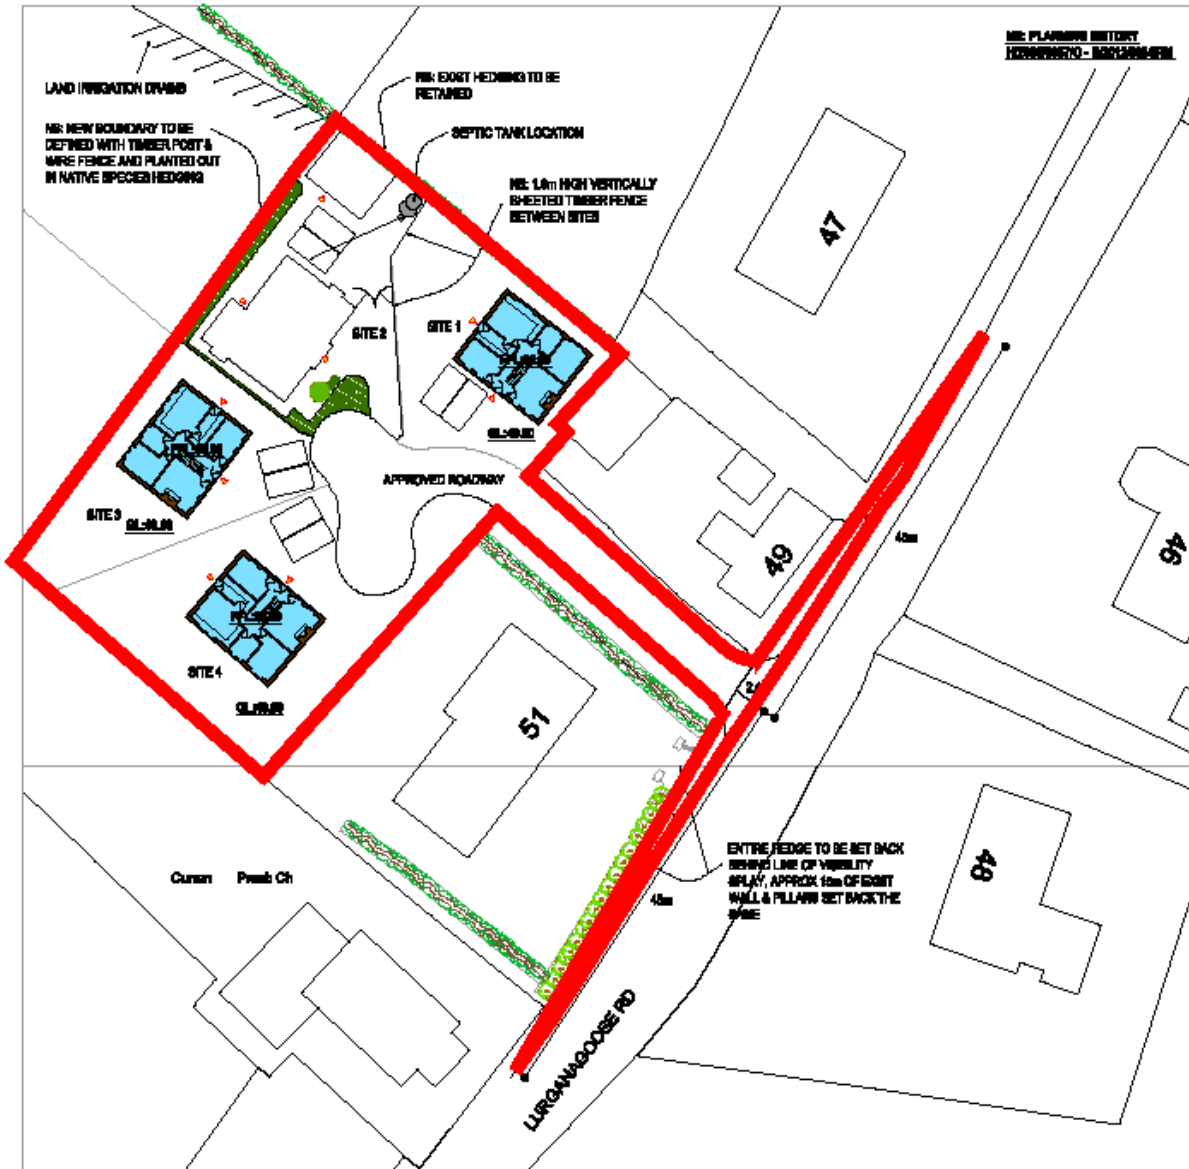 NB: PLANNING HISTORY
LAND IRRIGATION DRAINS
NB: EXIST HEDGING TO BE
RETAINED
NB: NEW BOUNDARY TO BE
DEFINED WITH TIMBER POST &
WIRE FENCE AND PLANTED OUT
IN NATIVE SPECIES HEDGING
SEPTIC TANK LOCATION
NB: 1.8m HIGH VERTICALLY
SHEETED TIMBER FENCE
BETWEEN SITES
47
SITE 2
SITE 1
APPROVED ROADWAY
SITE 3
49
45m
46
SITE 4
51
2.4
ENTIRE HEDGE TO BE SET BACK
BEHIND LINE OF VISIBILITY
SPLAY, APPROX 15m OF EXIST
WALL & PILLARS SET BACK THE
SAME
48
45m
Curran Presb Ch
LURGANAGOOSE RD